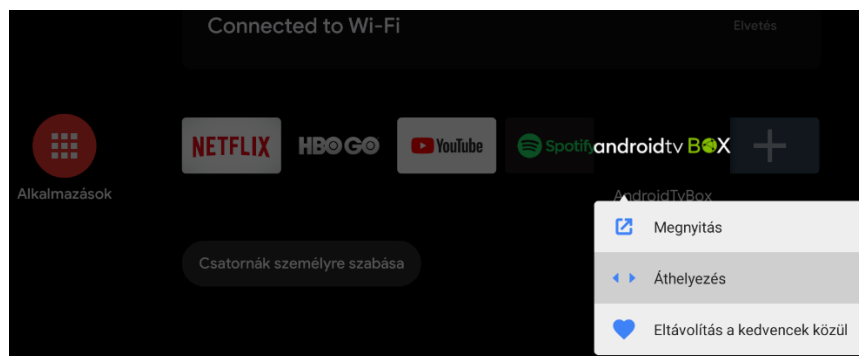 Connected to Wi-Fi
Elvetés
NETFLIX
HBO GO
YouTube
Spotify
androidtv BOX
Alkalmazások
AndroidTvBox
Megnyitás
Csatornák személyre szabása
Áthelyezés
Eltávolítás a kedvencek közül